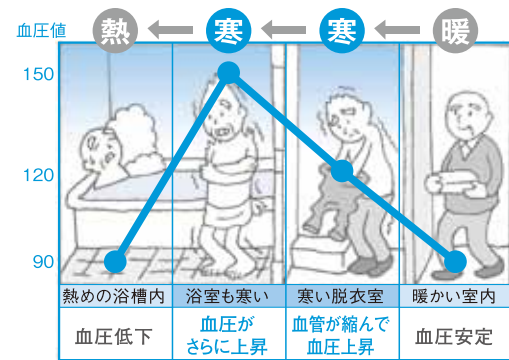 血圧値
熱 寒 寒 暖
150
120
90
熱めの浴槽内 浴室も寒い 寒い脱衣室 暖かい室内
血圧低下 血圧が さらに上昇 血管が縮んで 血圧上昇 血圧安定